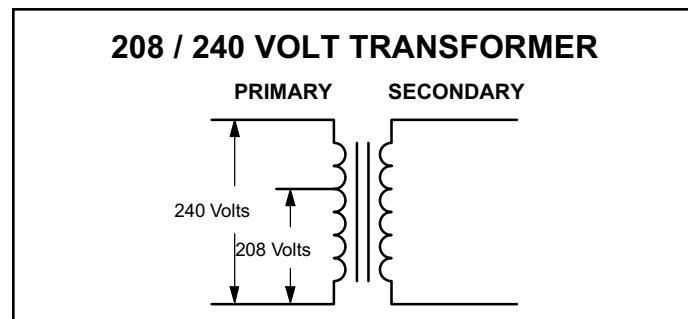 208 / 240 VOLT TRANSFORMER
PRIMARY SECONDARY
240 Volts
208 Volts